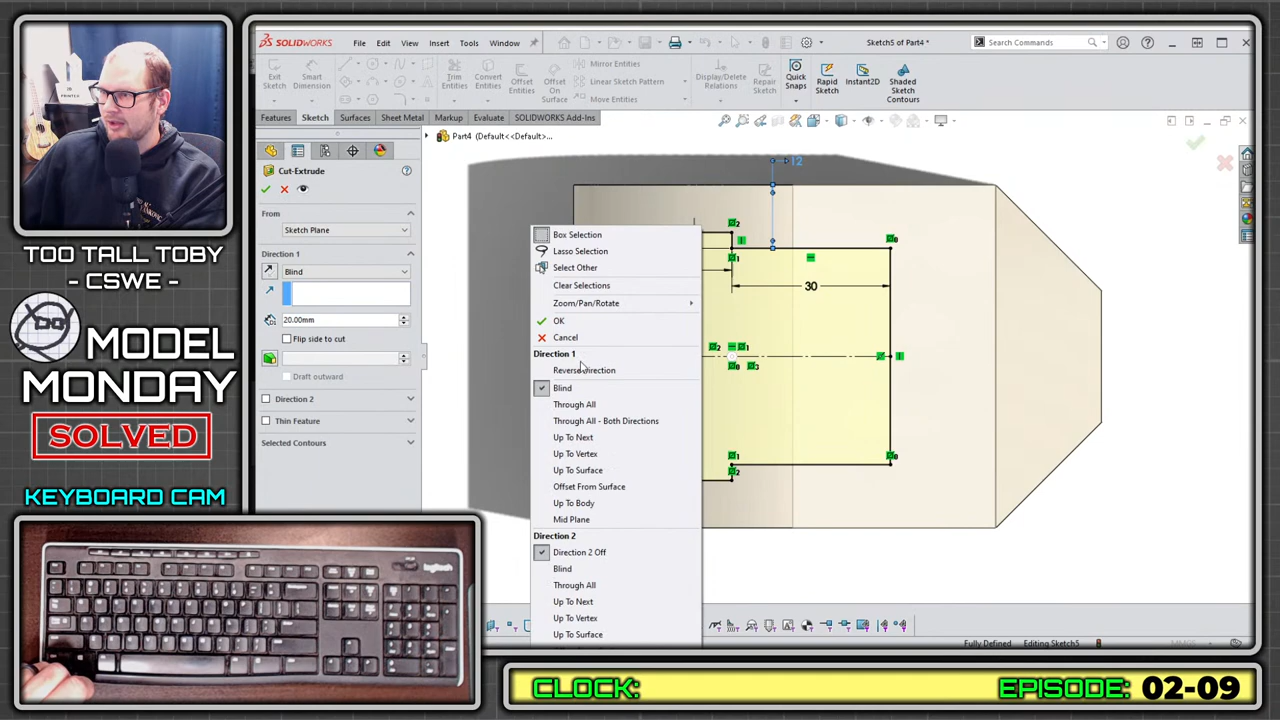 SOLIDWORKS
File
Edit
View
Insert
Tools
Window
Sketch5 of Part4 *
Search Commands
Exit Sketch
Smart Dimension
Trim Entities
Convert Entities
Offset Entities
Offset On Surface
Mirror Entities
Linear Sketch Pattern
Move Entities
Display/Delete Relations
Repair Sketch
Quick Snaps
Rapid Sketch
Instant2D
Shaded Sketch Contours
Features
Sketch
Surfaces
Sheet Metal
Markup
Evaluate
SOLIDWORKS Add-Ins
Part4 (Default<<Default>...
Cut-Extrude
From
Sketch Plane
Direction 1
Blind
20.00mm
Flip side to cut
Draft outward
Direction 2
Thin Feature
Selected Contours
Box Selection
Lasso Selection
Select Other
Clear Selections
Zoom/Pan/Rotate
OK
Cancel
Direction 1
Reverse Direction
Blind
Through All
Through All - Both Directions
Up To Next
Up To Vertex
Up To Surface
Offset From Surface
Up To Body
Mid Plane
Direction 2
Direction 2 Off
Blind
Through All
Up To Next
Up To Vertex
Up To Surface
12
30
Fully Defined
Editing Sketch5
TOO TALL TOBY
- CSWE -
MODEL
MONDAY
SOLVED
KEYBOARD CAM
logitech
CLOCK:
EPISODE: 02-09